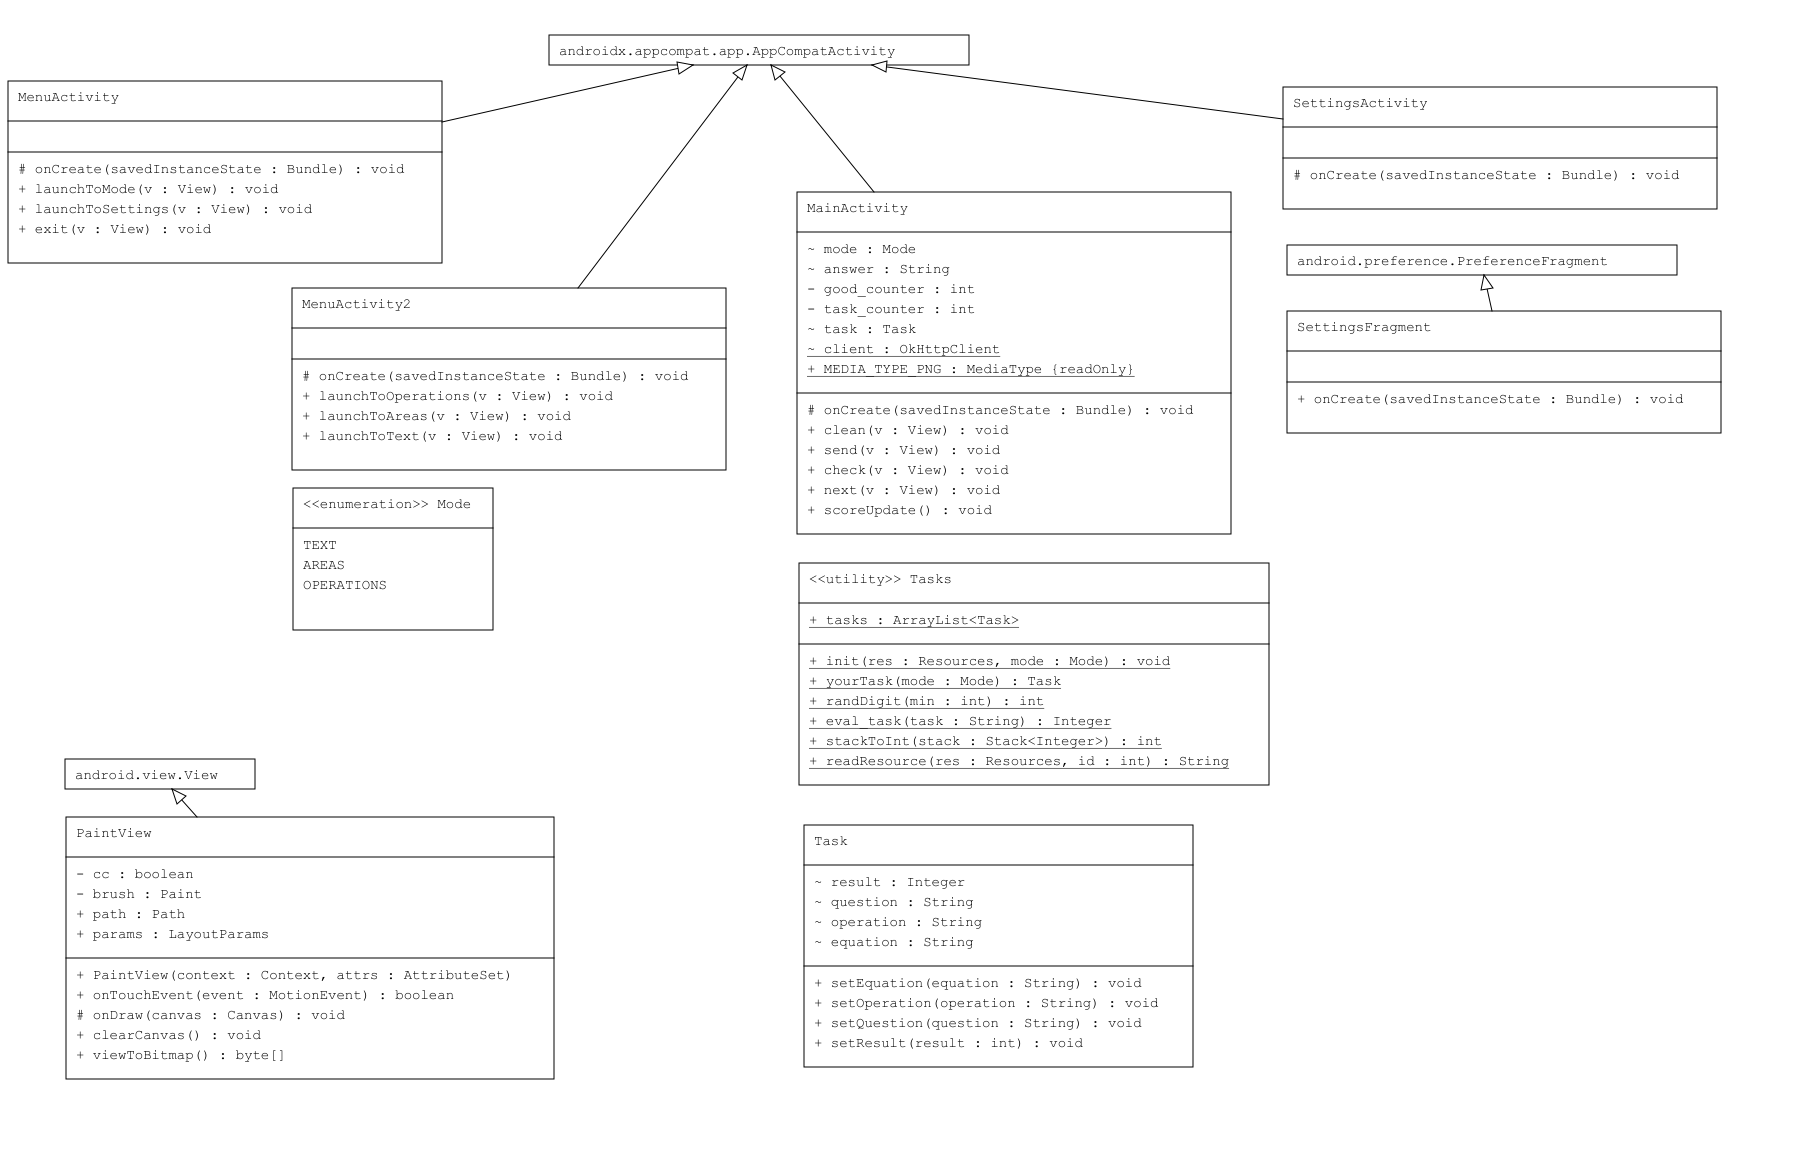 androidx.appcompat.app.AppCompatActivity
MenuActivity
# onCreate(savedInstanceState : Bundle) : void
+ launchToMode(v : View) : void
+ launchToSettings(v : View) : void
+ exit(v : View) : void
MenuActivity2
# onCreate(savedInstanceState : Bundle) : void
+ launchToOperations(v : View) : void
+ launchToAreas(v : View) : void
+ launchToText(v : View) : void
<<enumeration>> Mode
TEXT
AREAS
OPERATIONS
MainActivity
~ mode : Mode
~ answer : String
- good_counter : int
- task_counter : int
~ task : Task
~ client : OkHttpClient
+ MEDIA_TYPE_PNG : MediaType {readOnly}
# onCreate(savedInstanceState : Bundle) : void
+ clean(v : View) : void
+ send(v : View) : void
+ check(v : View) : void
+ next(v : View) : void
+ scoreUpdate() : void
SettingsActivity
# onCreate(savedInstanceState : Bundle) : void
android.preference.PreferenceFragment
SettingsFragment
+ onCreate(savedInstanceState : Bundle) : void
<<utility>> Tasks
+ tasks : ArrayList<Task>
+ init(res : Resources, mode : Mode) : void
+ yourTask(mode : Mode) : Task
+ randDigit(min : int) : int
+ eval_task(task : String) : Integer
+ stackToInt(stack : Stack<Integer>) : int
+ readResource(res : Resources, id : int) : String
android.view.View
PaintView
- cc : boolean
- brush : Paint
+ path : Path
+ params : LayoutParams
+ PaintView(context : Context, attrs : AttributeSet)
+ onTouchEvent(event : MotionEvent) : boolean
# onDraw(canvas : Canvas) : void
+ clearCanvas() : void
+ viewToBitmap() : byte[]
Task
~ result : Integer
~ question : String
~ operation : String
~ equation : String
+ setEquation(equation : String) : void
+ setOperation(operation : String) : void
+ setQuestion(question : String) : void
+ setResult(result : int) : void